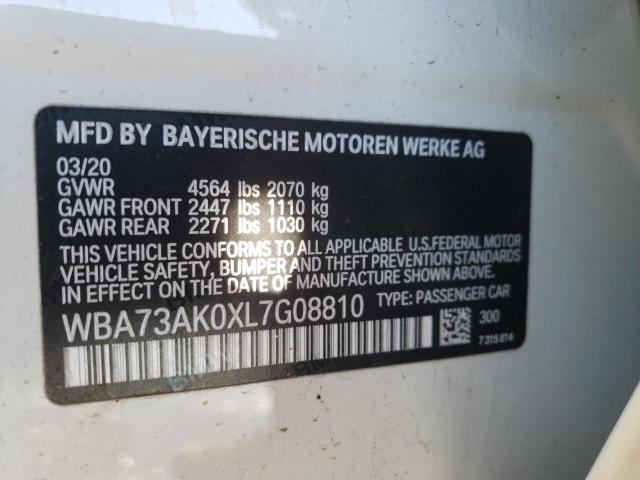 MFD BY BAYERISCHE MOTOREN WERKE AG
03/20
GVWR 4564 lbs 2070 kg
GAWR FRONT 2447 lbs 1110 kg
GAWR REAR 2271 lbs 1030 kg
THIS VEHICLE CONFORMS TO ALL APPLICABLE U.S.FEDERAL MOTOR
VEHICLE SAFETY, BUMPER AND THEFT PREVENTION STANDARDS
IN EFFECT ON THE DATE OF MANUFACTURE SHOWN ABOVE.
WBA73AK0XL7G08810 TYPE: PASSENGER CAR
300
7315814